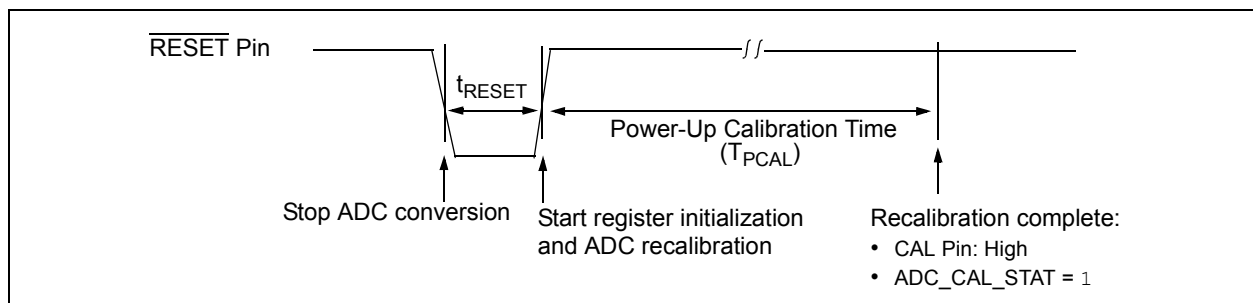 RESET Pin
tRESET
Power-Up Calibration Time
(TPCAL)
Stop ADC conversion
Start register initialization
and ADC recalibration
Recalibration complete:
• CAL Pin: High
• ADC_CAL_STAT = 1